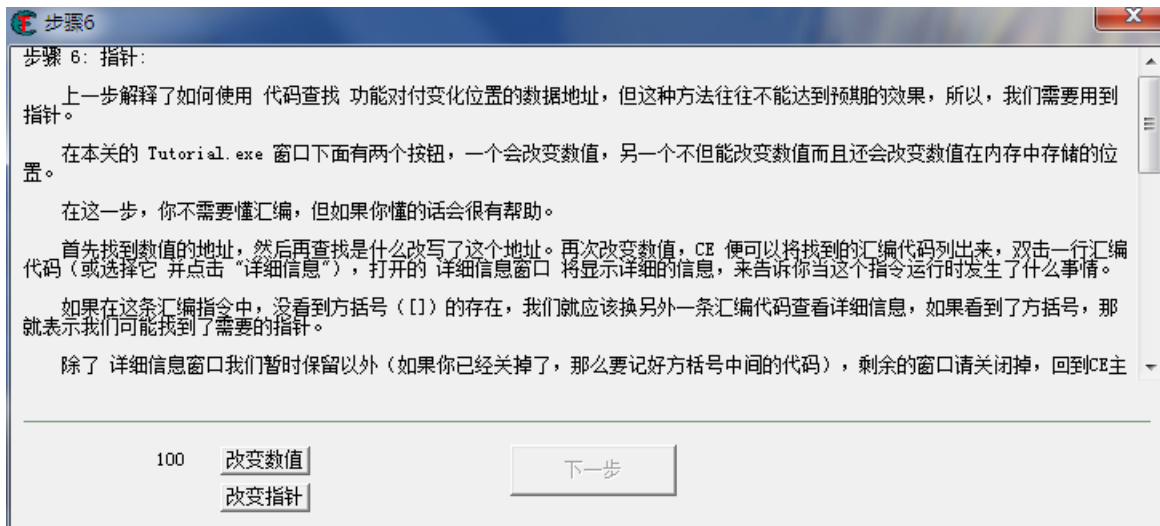 步骤6
步骤 6: 指针:
上一步解释了如何使用 代码查找 功能对付变化位置的数据地址，但这种方法往往不能达到预期的效果，所以，我们需要用到
指针。
在本关的 Tutorial.exe 窗口下面有两个按钮，一个会改变数值，另一个不但能改变数值而且还会改变数值在内存中存储的位
置。
在这一步，你不需要懂汇编，但如果你懂的话会很有帮助。
首先找到数值的地址，然后再查找是什么改写了这个地址。再次改变数值，CE 便可以将找到的汇编代码列出来，双击一行汇编
代码（或选择它 并点击 “详细信息”），打开的 详细信息窗口 将显示详细的信息，来告诉你当这个指令运行时发生了什么事情。
如果在这条汇编指令中，没看到方括号（[]）的存在，我们就应该换另外一条汇编代码查看详细信息，如果看到了方括号，那
就表示我们可能找到了需要的指针。
除了 详细信息窗口我们暂时保留以外（如果你已经关掉了，那么要记好方括号中间的代码），剩余的窗口请关闭掉，回到CE主
100
改变数值
下一步
改变指针